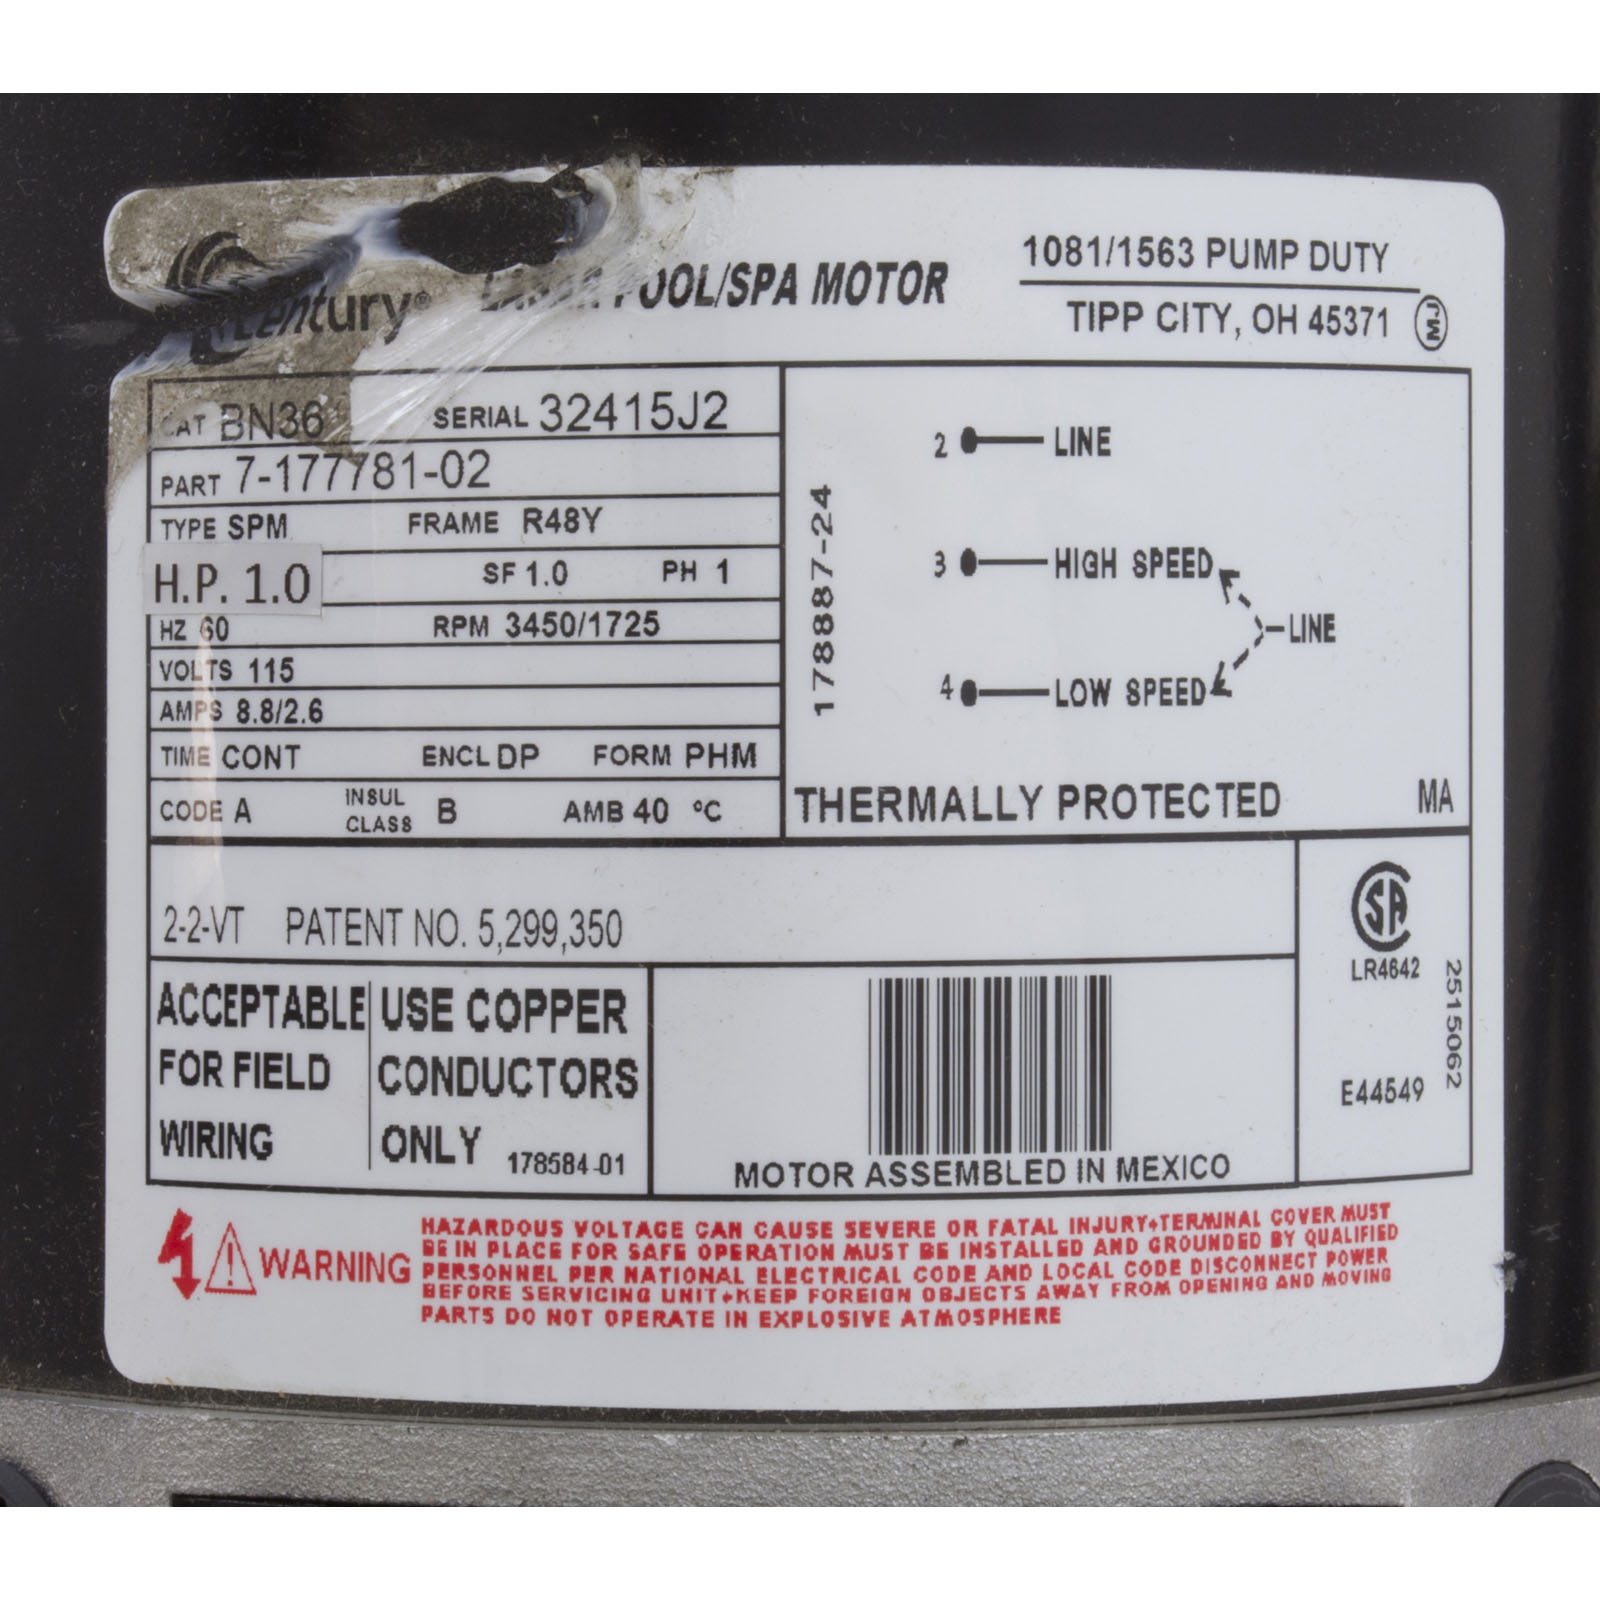 Century® POOL/SPA MOTOR
1081/1563 PUMP DUTY
TIPP CITY, OH 45371
CAT BN36 SERIAL 32415J2
PART 7-177781-02
TYPE SPM FRAME R48Y
H.P. 1.0 SF 1.0 PH 1
HZ 60 RPM 3450/1725
VOLTS 115
AMPS 8.8/2.6
TIME CONT ENCL DP FORM PHM
CODE A INSUL CLASS B AMB 40 °C
178887-24
2 LINE
3 HIGH SPEED
LINE
4 LOW SPEED
THERMALLY PROTECTED MA
2-2-VT PATENT NO. 5,299,350
SA
LR4642
2515062
E44549
ACCEPTABLE
FOR FIELD
WIRING
USE COPPER
CONDUCTORS
ONLY 178584-01
MOTOR ASSEMBLED IN MEXICO
WARNING
HAZARDOUS VOLTAGE CAN CAUSE SEVERE OR FATAL INJURY•TERMINAL COVER MUST
BE IN PLACE FOR SAFE OPERATION MUST BE INSTALLED AND GROUNDED BY QUALIFIED
PERSONNEL PER NATIONAL ELECTRICAL CODE AND LOCAL CODE DISCONNECT POWER
BEFORE SERVICING UNIT•KEEP FOREIGN OBJECTS AWAY FROM OPENING AND MOVING
PARTS DO NOT OPERATE IN EXPLOSIVE ATMOSPHERE